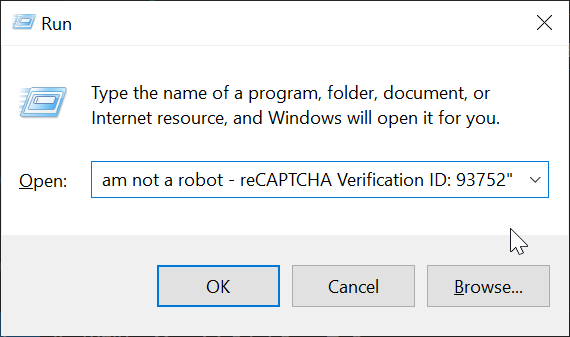 Run
Type the name of a program, folder, document, or
Internet resource, and Windows will open it for you.
Open: am not a robot - reCAPTCHA Verification ID: 93752"
OK Cancel Browse...